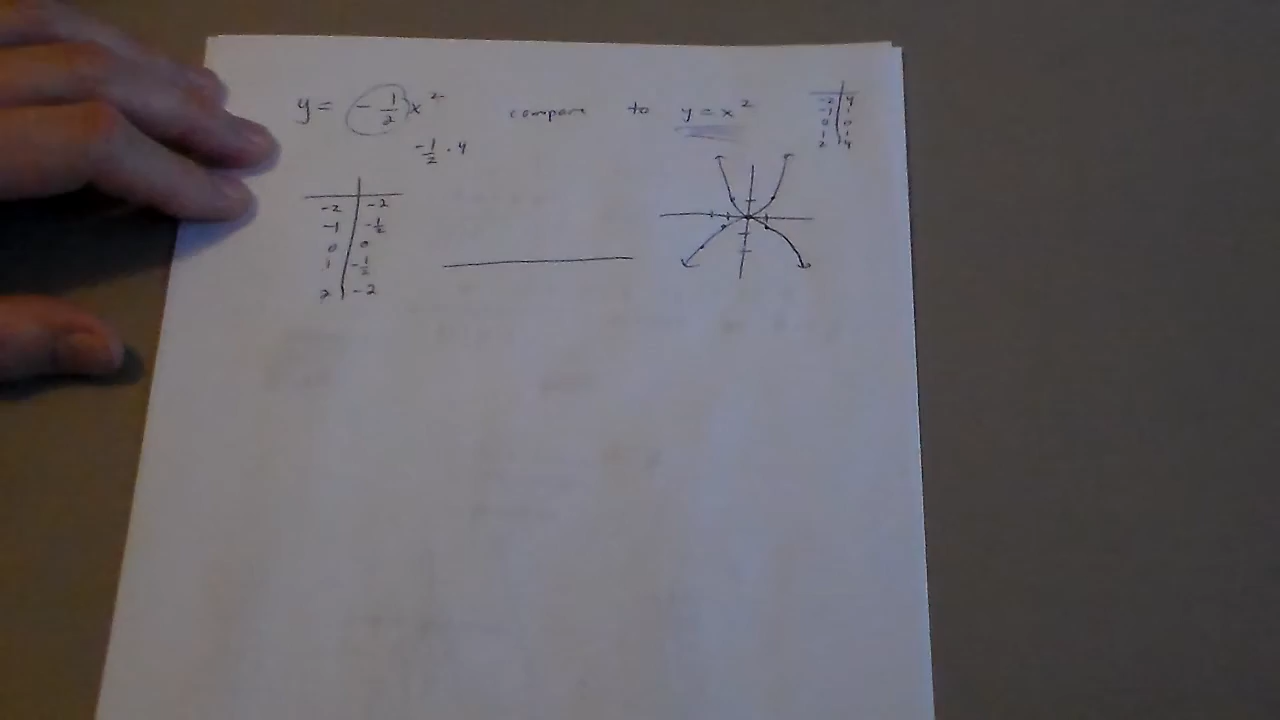 y = -1/2 x² compare to y = x²
-1/2 · 4
-2 | 4
-1 | 1
0 | 0
1 | 1
2 | 4
-2 | -2
-1 | -1/2
0 | 0
1 | -1/2
2 | -2